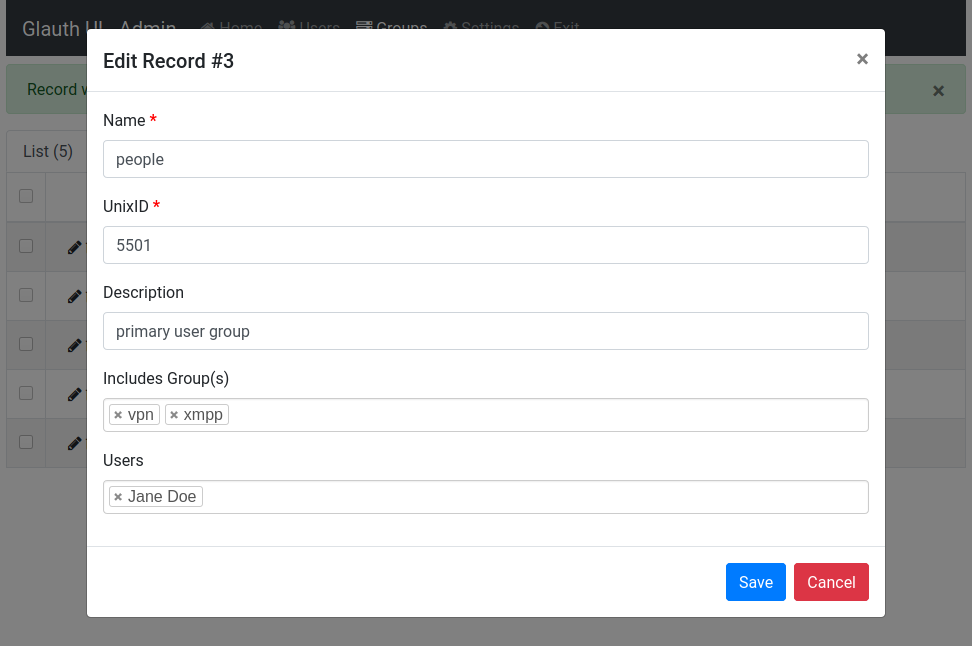 Glauth UI Admin Home Users Groups Settings Exit
Edit Record #3 ×
Record ×
Name *
people
List (5)
UnixID *
5501
Description
primary user group
Includes Group(s)
× vpn × xmpp
Users
× Jane Doe
Save Cancel